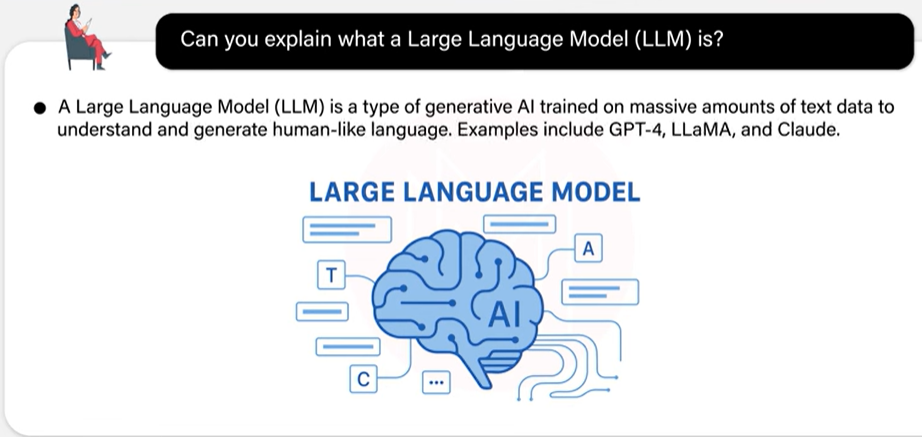 Can you explain what a Large Language Model (LLM) is?
● A Large Language Model (LLM) is a type of generative AI trained on massive amounts of text data to
understand and generate human-like language. Examples include GPT-4, LLaMA, and Claude.
LARGE LANGUAGE MODEL
A
T
AI
C
...